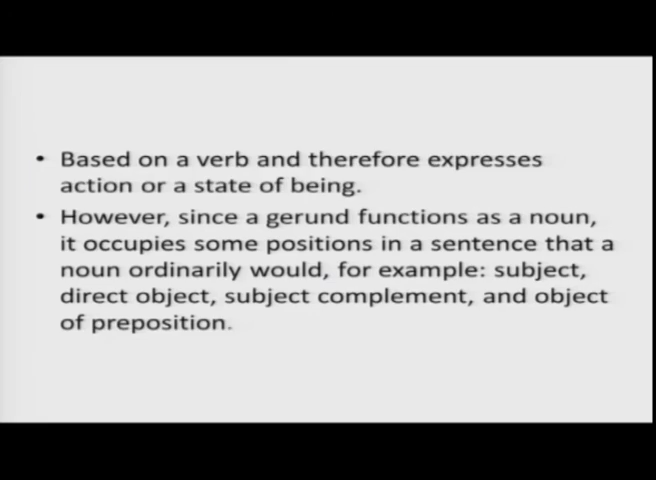 • Based on a verb and therefore expresses
action or a state of being.
• However, since a gerund functions as a noun,
it occupies some positions in a sentence that a
noun ordinarily would, for example: subject,
direct object, subject complement, and object
of preposition.